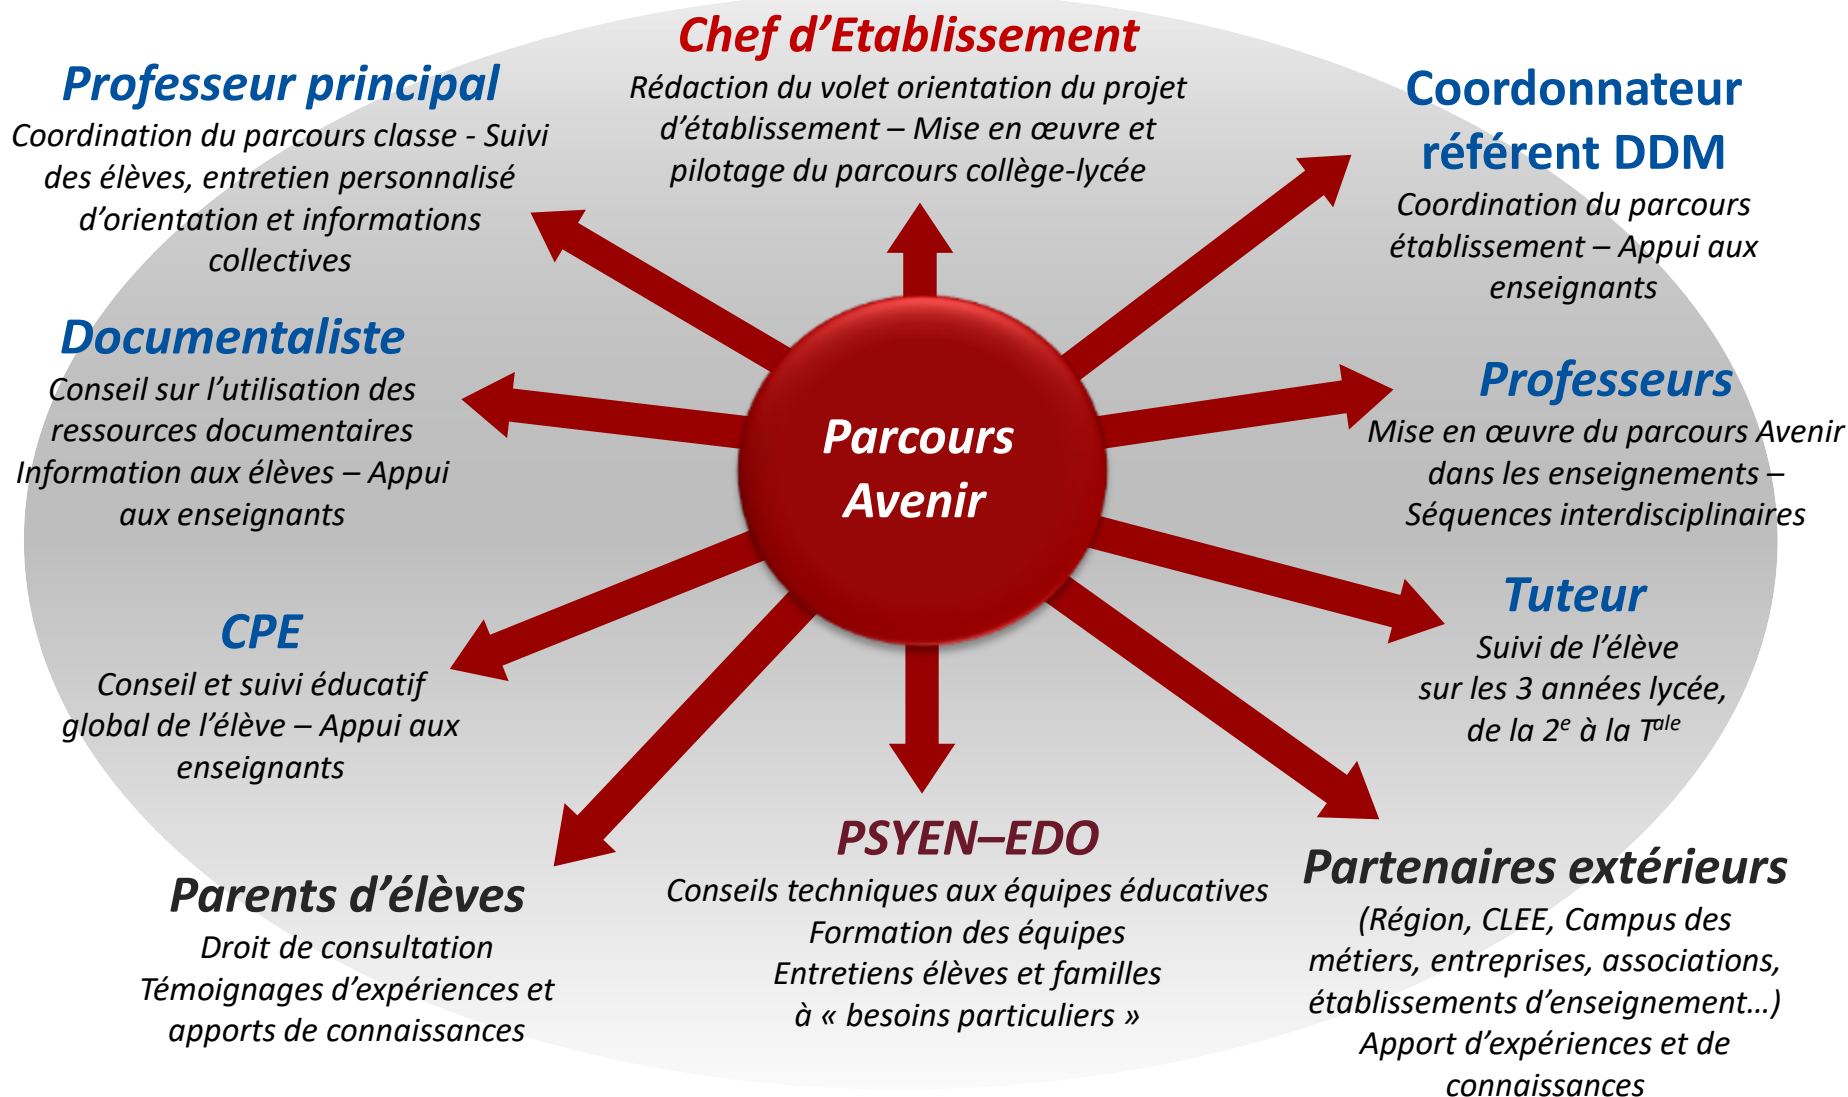 Chef d’Etablissement
Rédaction du volet orientation du projet
d’établissement – Mise en œuvre et
pilotage du parcours collège-lycée
Professeur principal
Coordination du parcours classe - Suivi
des élèves, entretien personnalisé
d’orientation et informations
collectives
Coordonnateur
référent DDM
Coordination du parcours
établissement – Appui aux
enseignants
Documentaliste
Conseil sur l’utilisation des
ressources documentaires
Information aux élèves – Appui
aux enseignants
Parcours
Avenir
Professeurs
Mise en œuvre du parcours Avenir
dans les enseignements –
Séquences interdisciplinaires
CPE
Conseil et suivi éducatif
global de l’élève – Appui aux
enseignants
Tuteur
Suivi de l’élève
sur les 3 années lycée,
de la 2e à la Tale
Parents d’élèves
Droit de consultation
Témoignages d’expériences et
apports de connaissances
PSYEN–EDO
Conseils techniques aux équipes éducatives
Formation des équipes
Entretiens élèves et familles
à « besoins particuliers »
Partenaires extérieurs
(Région, CLEE, Campus des
métiers, entreprises, associations,
établissements d’enseignement…)
Apport d’expériences et de
connaissances